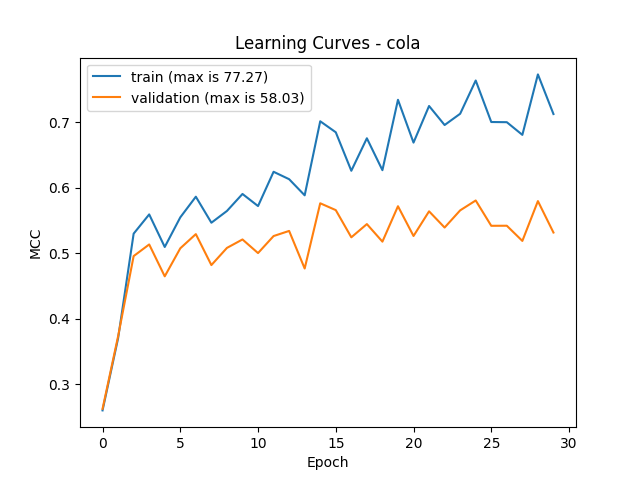 Learning Curves - cola
train (max is 77.27)
validation (max is 58.03)
MCC
0.7
0.6
0.5
0.4
0.3
0 5 10 15 20 25 30
Epoch